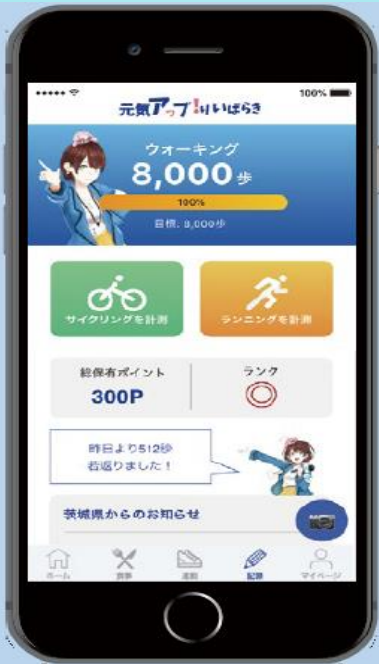 100%
元気アップ!りいばらき
ウォーキング
8,000歩
100%
目標: 8,000歩
サイクリングを計測
ランニングを計測
総保有ポイント
ランク
300P
昨日より512秒
若返りました!
茨城県からのお知らせ
ホーム
食事
運動
記録
マイページ